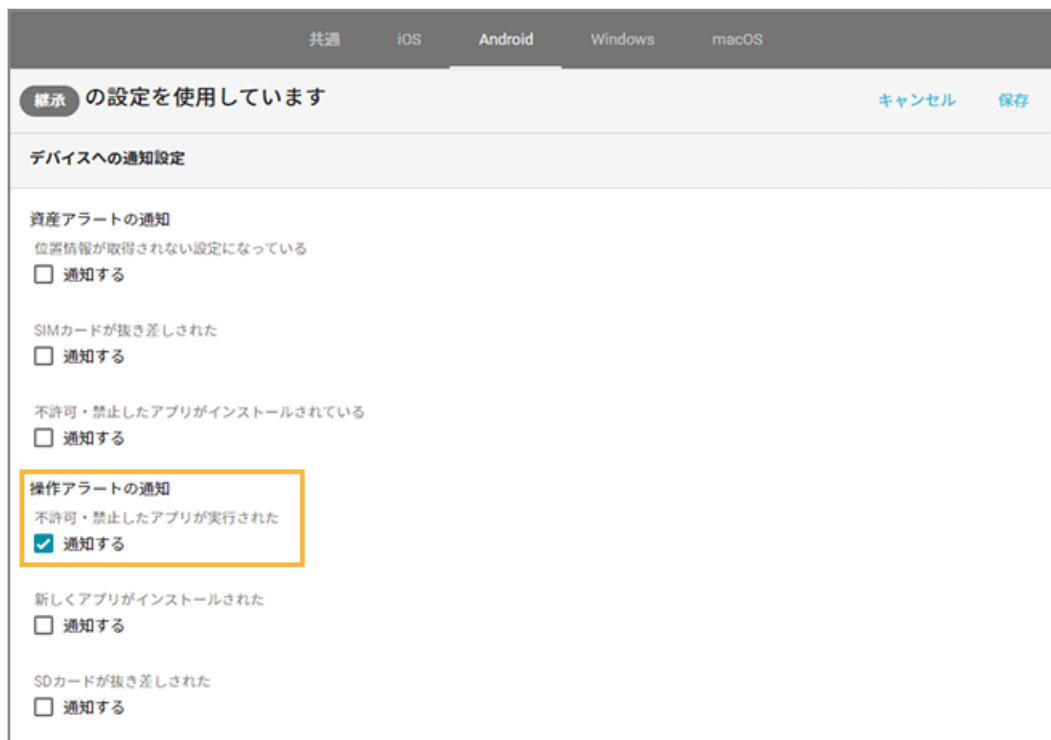 共通 iOS Android Windows macOS
継承 の設定を使用しています キャンセル 保存
デバイスへの通知設定
資産アラートの通知
位置情報が取得されない設定になっている
通知する
SIMカードが抜き差しされた
通知する
不許可・禁止したアプリがインストールされている
通知する
操作アラートの通知
不許可・禁止したアプリが実行された
通知する
新しくアプリがインストールされた
通知する
SDカードが抜き差しされた
通知する